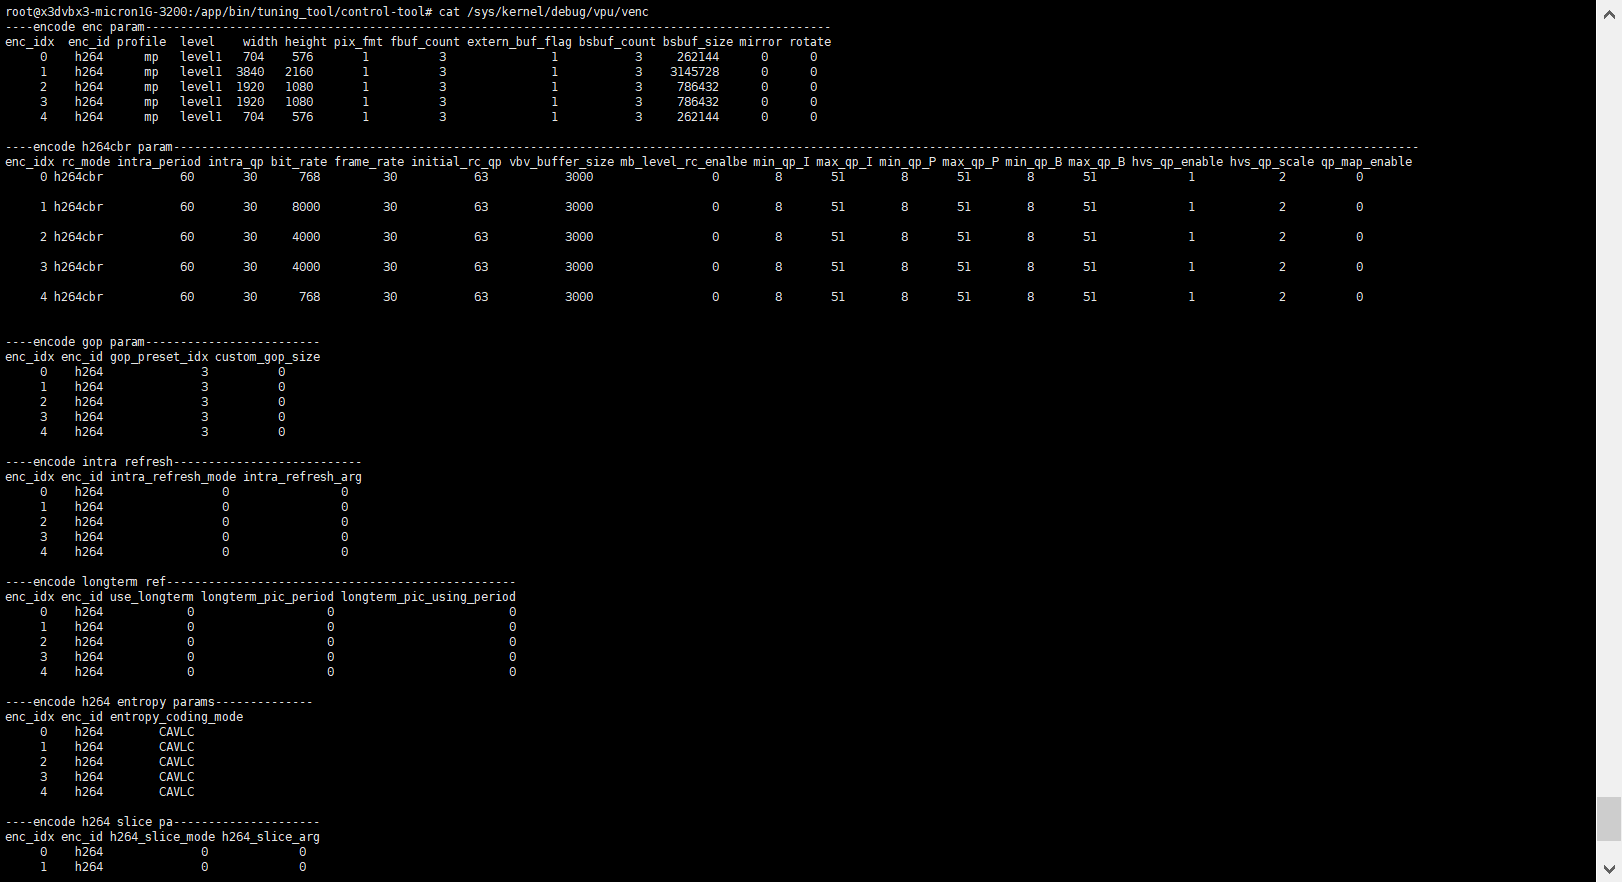 root@x3dvbx3-micron1G-3200:/app/bin/tuning_tool/control-tool# cat /sys/kernel/debug/vpu/venc
----encode enc param--------------------------------------------------------------------------------------------------
enc_idx  enc_id profile  level    width height pix_fmt fbuf_count extern_buf_flag bsbuf_count bsbuf_size mirror rotate
     0    h264      mp   level1   704    576       1          3               1           3     262144      0      0
     1    h264      mp   level1  3840   2160       1          3               1           3    3145728      0      0
     2    h264      mp   level1  1920   1080       1          3               1           3     786432      0      0
     3    h264      mp   level1  1920   1080       1          3               1           3     786432      0      0
     4    h264      mp   level1   704    576       1          3               1           3     262144      0      0
----encode h264cbr param----------------------------------------------------------------------------------------------------------------------------------------------------------------------------------
enc_idx rc_mode intra_period intra_qp bit_rate frame_rate initial_rc_qp vbv_buffer_size mb_level_rc_enalbe min_qp_I max_qp_I min_qp_P max_qp_P min_qp_B max_qp_B hvs_qp_enable hvs_qp_scale qp_map_enable
     0 h264cbr           60       30      768         30           63           3000                 0        8       51        8       51        8       51             1            2          0
     1 h264cbr           60       30     8000         30           63           3000                 0        8       51        8       51        8       51             1            2          0
     2 h264cbr           60       30     4000         30           63           3000                 0        8       51        8       51        8       51             1            2          0
     3 h264cbr           60       30     4000         30           63           3000                 0        8       51        8       51        8       51             1            2          0
     4 h264cbr           60       30      768         30           63           3000                 0        8       51        8       51        8       51             1            2          0
----encode gop param-------------------------
enc_idx enc_id gop_preset_idx custom_gop_size
     0    h264              3          0
     1    h264              3          0
     2    h264              3          0
     3    h264              3          0
     4    h264              3          0
----encode intra refresh---------------------------
enc_idx enc_id intra_refresh_mode intra_refresh_arg
     0    h264                 0                0
     1    h264                 0                0
     2    h264                 0                0
     3    h264                 0                0
     4    h264                 0                0
----encode longterm ref--------------------------------------------------
enc_idx enc_id use_longterm longterm_pic_period longterm_pic_using_period
     0    h264            0                   0                         0
     1    h264            0                   0                         0
     2    h264            0                   0                         0
     3    h264            0                   0                         0
     4    h264            0                   0                         0
----encode h264 entropy params--------------
enc_idx enc_id entropy_coding_mode
     0    h264        CAVLC
     1    h264        CAVLC
     2    h264        CAVLC
     3    h264        CAVLC
     4    h264        CAVLC
----encode h264 slice pa---------------------
enc_idx enc_id h264_slice_mode h264_slice_arg
     0    h264              0             0
     1    h264              0             0